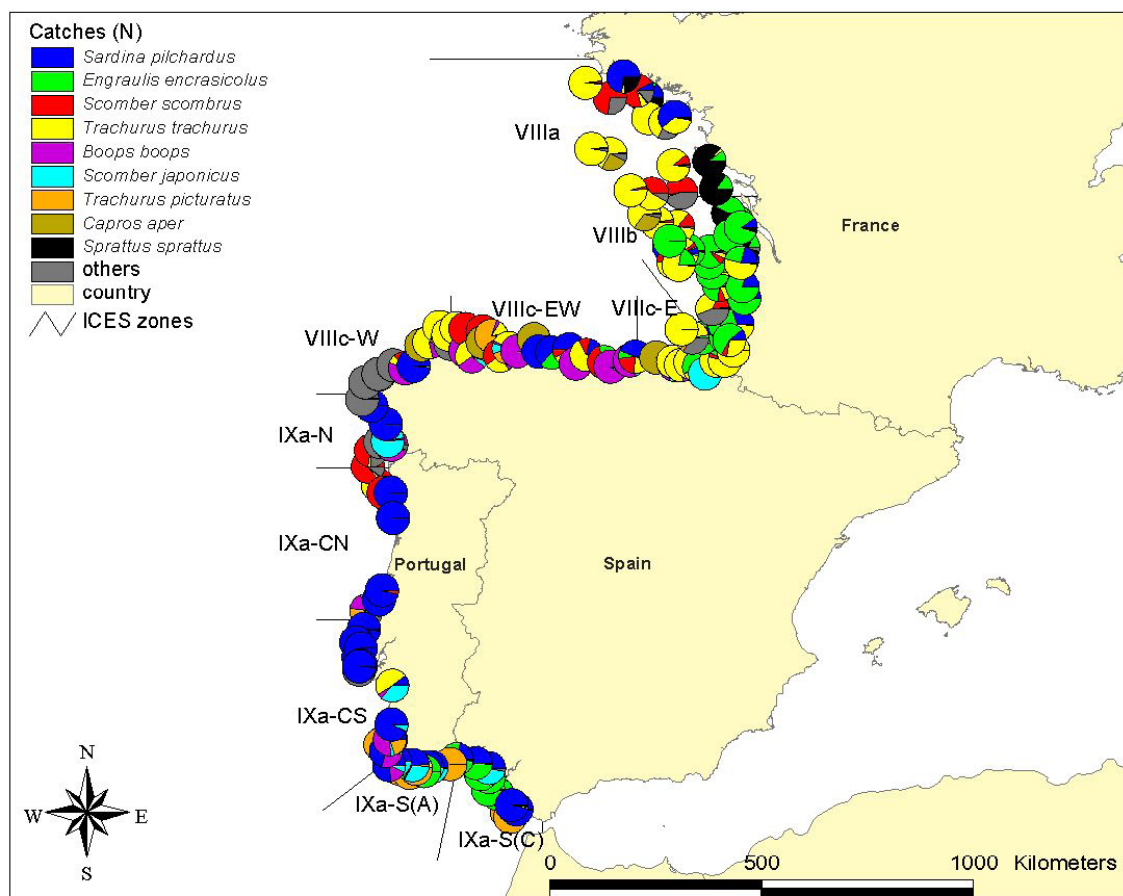 Catches (N)
Sardina pilchardus
Engraulis encrasicolus
Scomber scombrus
Trachurus trachurus
Boops boops
Scomber japonicus
Trachurus picturatus
Capros aper
Sprattus sprattus
others
country
ICES zones
VIIIa
France
VIIIb
VIIIc-EW
VIIIc-E
VIIIc-W
IXa-N
IXa-CN
Portugal
Spain
IXa-CS
IXa-S(A)
IXa-S(C)
N
W
E
S
0
500
1000 Kilometers